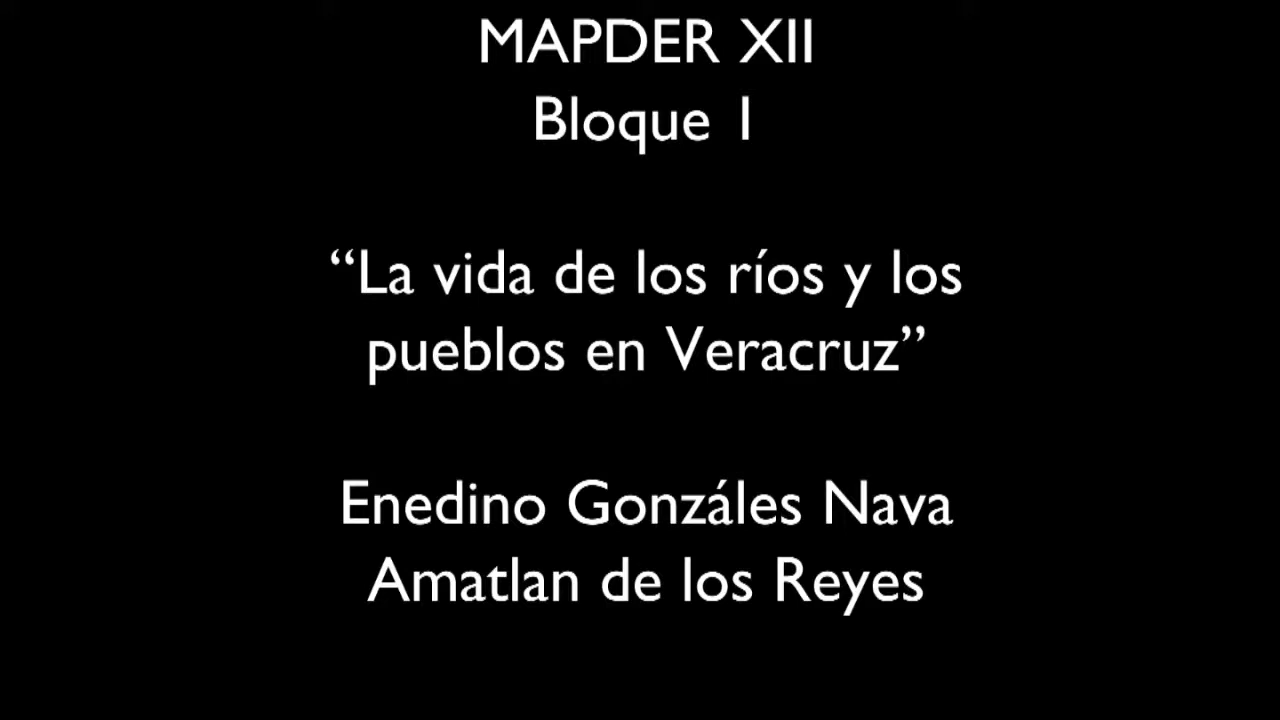 MAPDER XII
Bloque 1
“La vida de los ríos y los
pueblos en Veracruz”
Enedino Gonzáles Nava
Amatlan de los Reyes